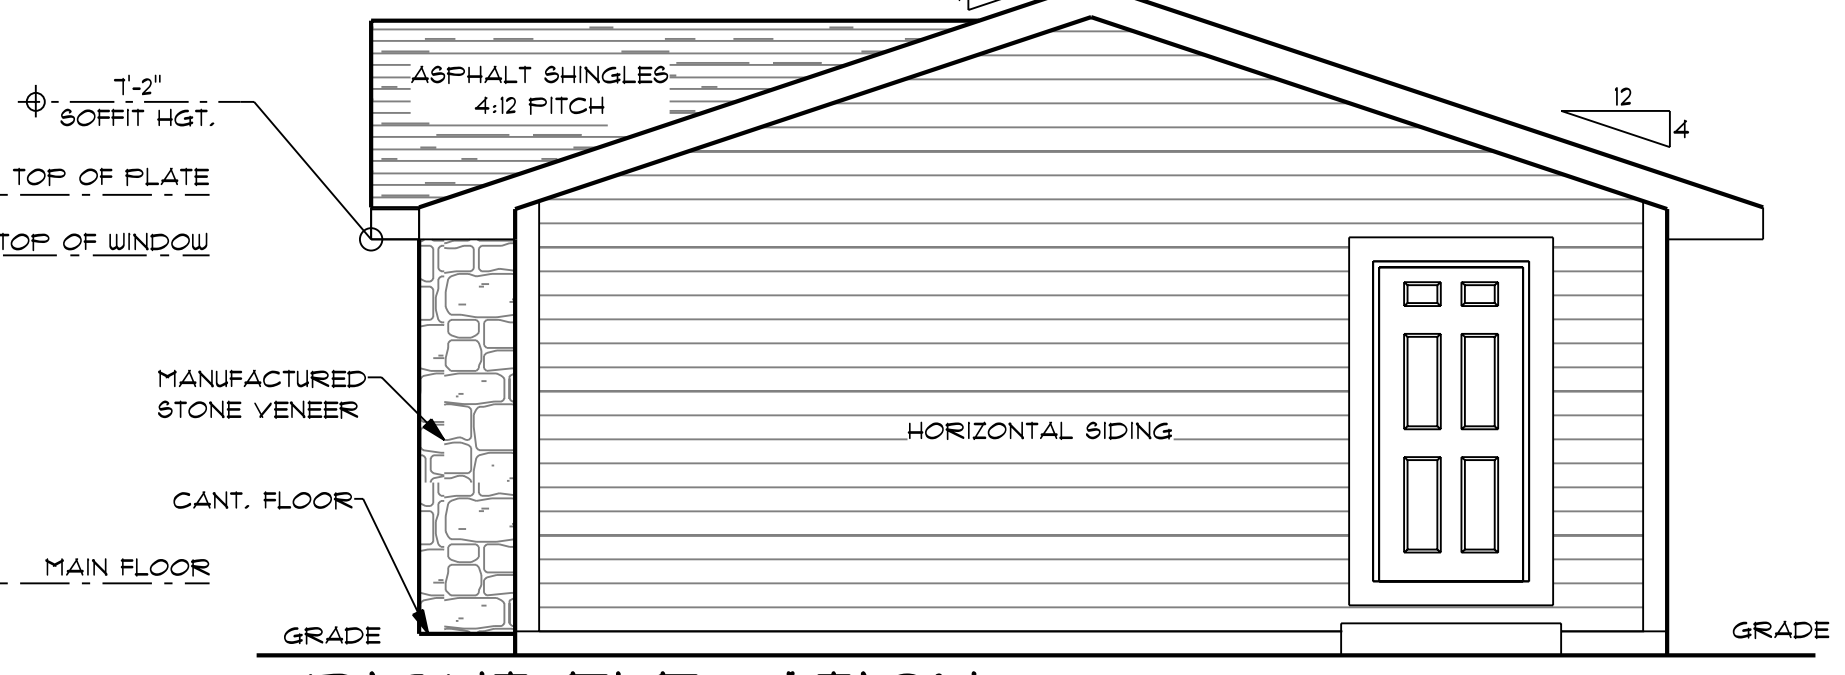 ASPHALT SHINGLES
4:12 PITCH
7'-2"
SOFFIT HGT.
12
4
TOP OF PLATE
TOP OF WINDOW
MANUFACTURED
STONE VENEER
HORIZONTAL SIDING
CANT. FLOOR
MAIN FLOOR
GRADE
GRADE